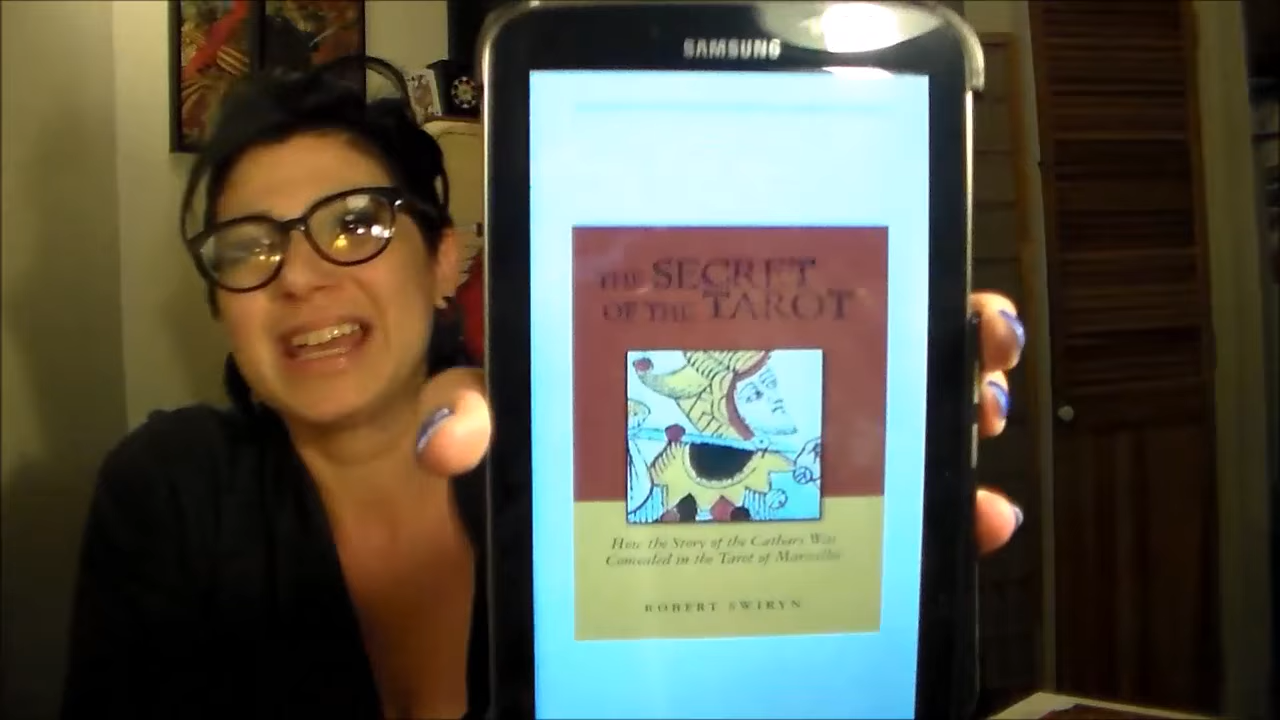 SAMSUNG
THE SECRET
OF THE TAROT
How the Story of the Cathars Was
Concealed in the Tarot of Marseilles
ROBERT SWIRYN